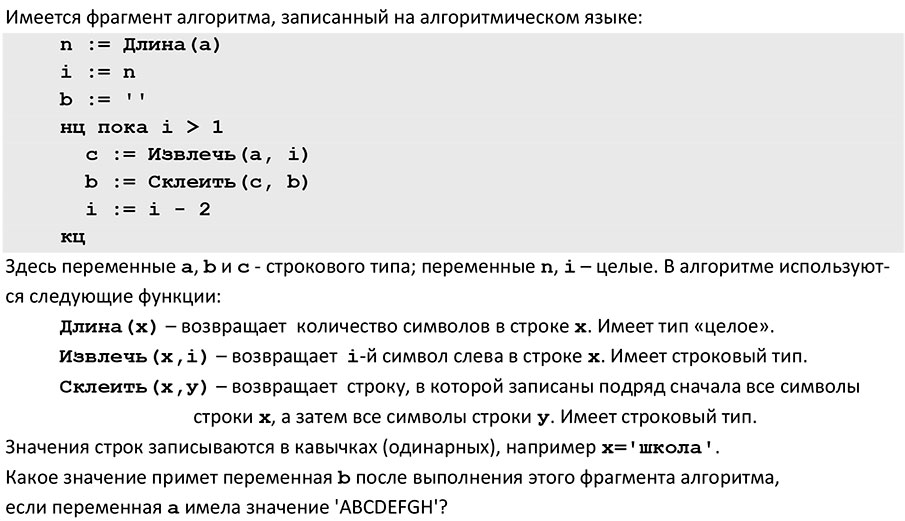 Имеется фрагмент алгоритма, записанный на алгоритмическом языке:
n := Длина(a)
i := n
b := ''
нц пока i > 1
c := Извлечь(a, i)
b := Склеить(c, b)
i := i - 2
кц
Здесь переменные a, b и c - строкового типа; переменные n, i – целые. В алгоритме используют-
ся следующие функции:
Длина(x) – возвращает количество символов в строке x. Имеет тип «целое».
Извлечь(x,i) – возвращает i-й символ слева в строке x. Имеет строковый тип.
Склеить(x,y) – возвращает строку, в которой записаны подряд сначала все символы
строки x, а затем все символы строки y. Имеет строковый тип.
Значения строк записываются в кавычках (одинарных), например x='школа'.
Какое значение примет переменная b после выполнения этого фрагмента алгоритма,
если переменная a имела значение 'ABCDEFGH'?